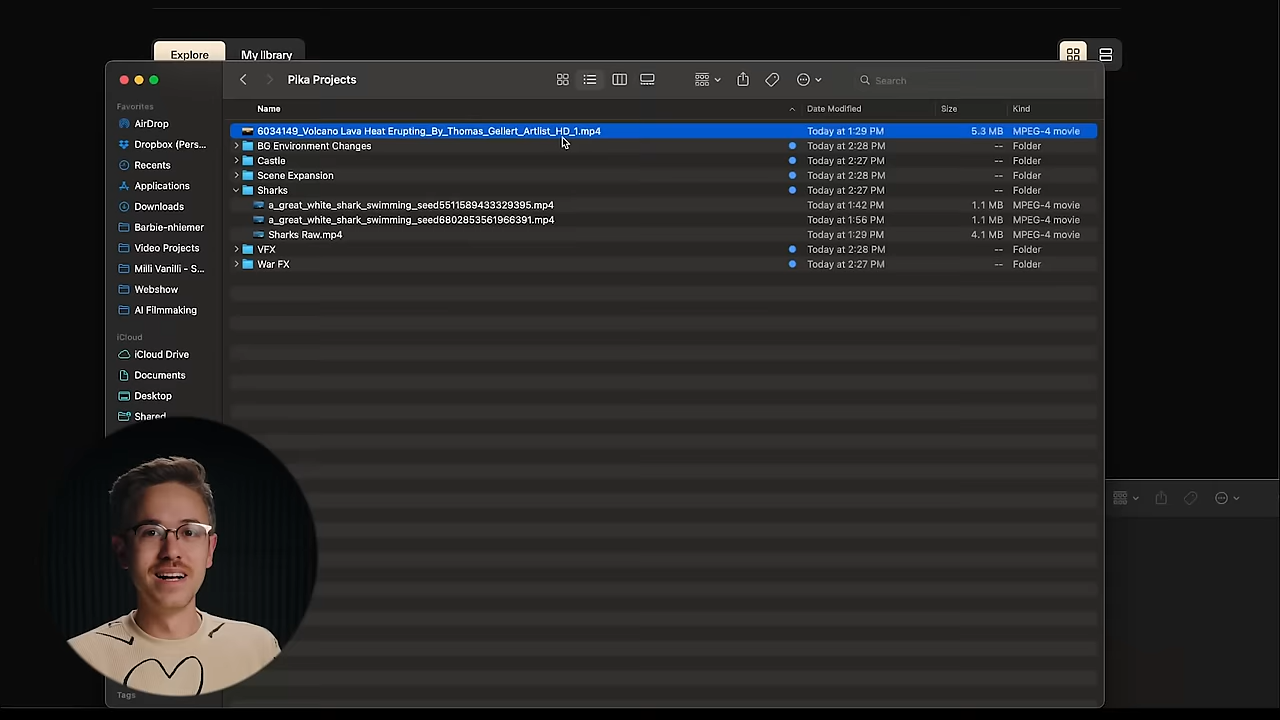 Explore My library
Pika Projects
Search
Favorites
AirDrop
Dropbox (Pers...
Recents
Applications
Downloads
Barbie-nhiemer
Video Projects
Milli Vanilli - S...
Webshow
AI Filmmaking
iCloud
iCloud Drive
Documents
Desktop
Shared
Tags
Name Date Modified Size Kind
6034149_Volcano Lava Heat Erupting_By_Thomas_Gellert_Artlist_HD_1.mp4 Today at 1:29 PM 5.3 MB MPEG-4 movie
BG Environment Changes Today at 2:28 PM -- Folder
Castle Today at 2:27 PM -- Folder
Scene Expansion Today at 2:28 PM -- Folder
Sharks Today at 2:27 PM -- Folder
a_great_white_shark_swimming_seed5511589433329395.mp4 Today at 1:42 PM 1.1 MB MPEG-4 movie
a_great_white_shark_swimming_seed6802853561966391.mp4 Today at 1:56 PM 1.1 MB MPEG-4 movie
Sharks Raw.mp4 Today at 1:29 PM 4.1 MB MPEG-4 movie
VFX Today at 2:28 PM -- Folder
War FX Today at 2:27 PM -- Folder